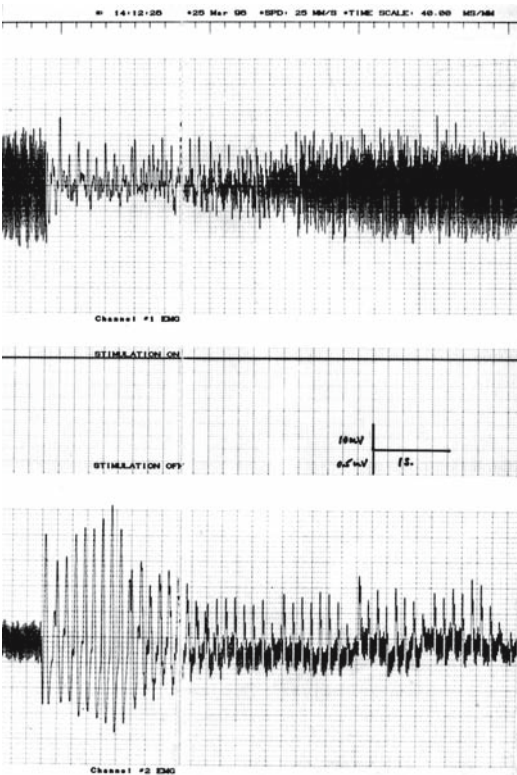 * 14:12:26 *25 Mar 98 *SPD: 25 MM/S *TIME SCALE: 40.00 MS/MM
Channel #1 EMG
STIMULATION ON
10mV
0.5mV 1S.
STIMULATION OFF
Channel #2 EMG